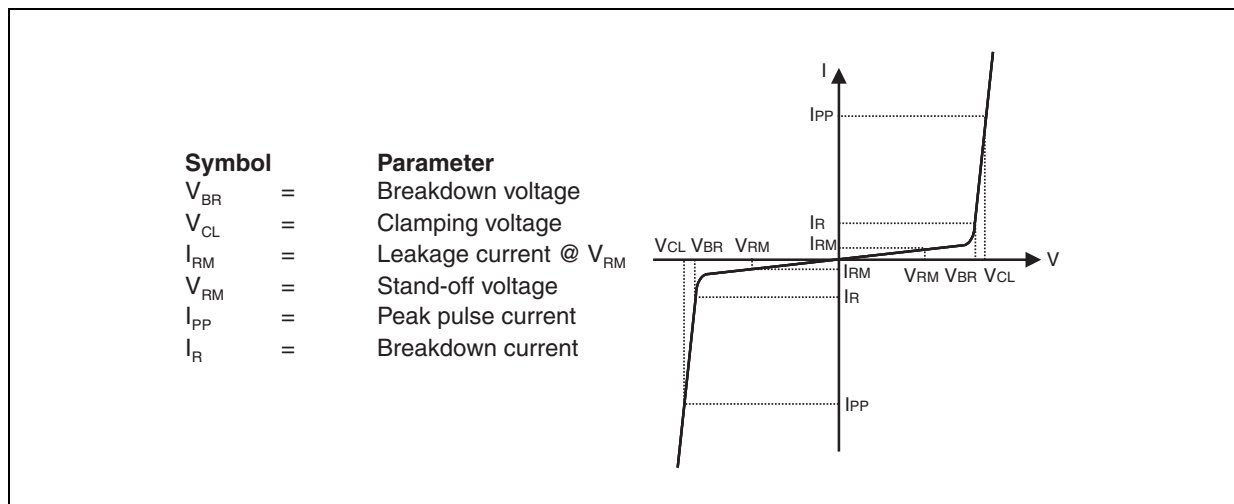 Symbol Parameter
VBR = Breakdown voltage
VCL = Clamping voltage
IRM = Leakage current @ VRM
VRM = Stand-off voltage
IPP = Peak pulse current
IR = Breakdown current
I
IPP
IR
IRM
VCL VBR VRM
V
IRM
VRM VBR VCL
IR
IPP